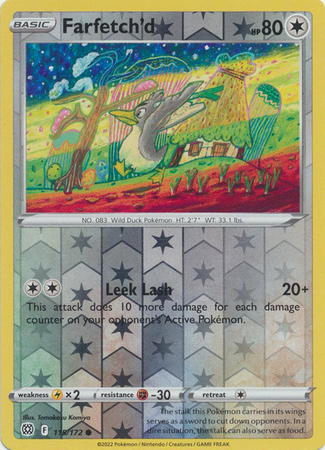 BASIC
Farfetch'd
HP 80
NO. 083 Wild Duck Pokémon HT: 2'7" WT: 33.1 lbs.
Leek Lash 20+
This attack does 10 more damage for each damage
counter on your opponent's Active Pokémon.
weakness ×2 resistance -30 retreat
Illus. Tomokazu Komiya
F 118/172
The stalk this Pokémon carries in its wings
serves as a sword to cut down opponents. In a
dire situation, the stalk can also serve as food.
©2022 Pokémon / Nintendo / Creatures / GAME FREAK